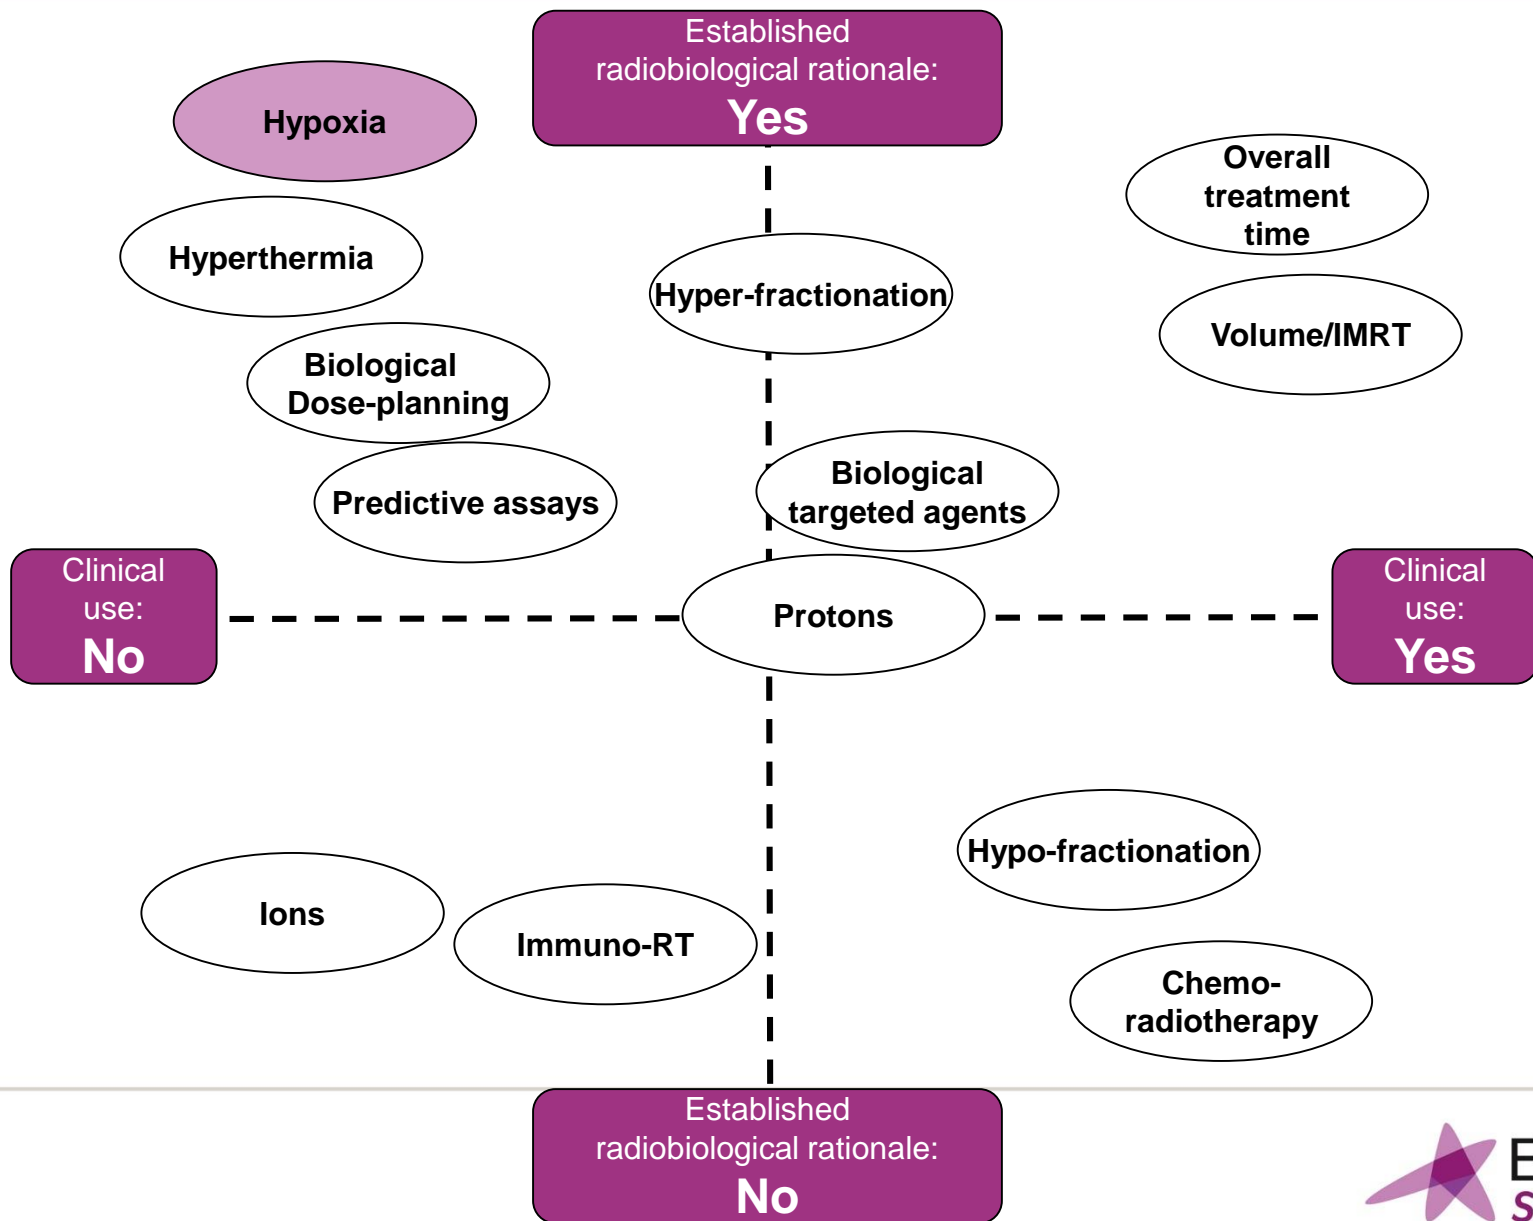 Established
radiobiological rationale:
Yes
Hypoxia
Overall
treatment
time
Hyperthermia
Hyper-fractionation
Volume/IMRT
Biological
Dose-planning
Biological
targeted agents
Predictive assays
Clinical
use:
No
Protons
Clinical
use:
Yes
Hypo-fractionation
Ions
Immuno-RT
Chemo-
radiotherapy
Established
radiobiological rationale:
No